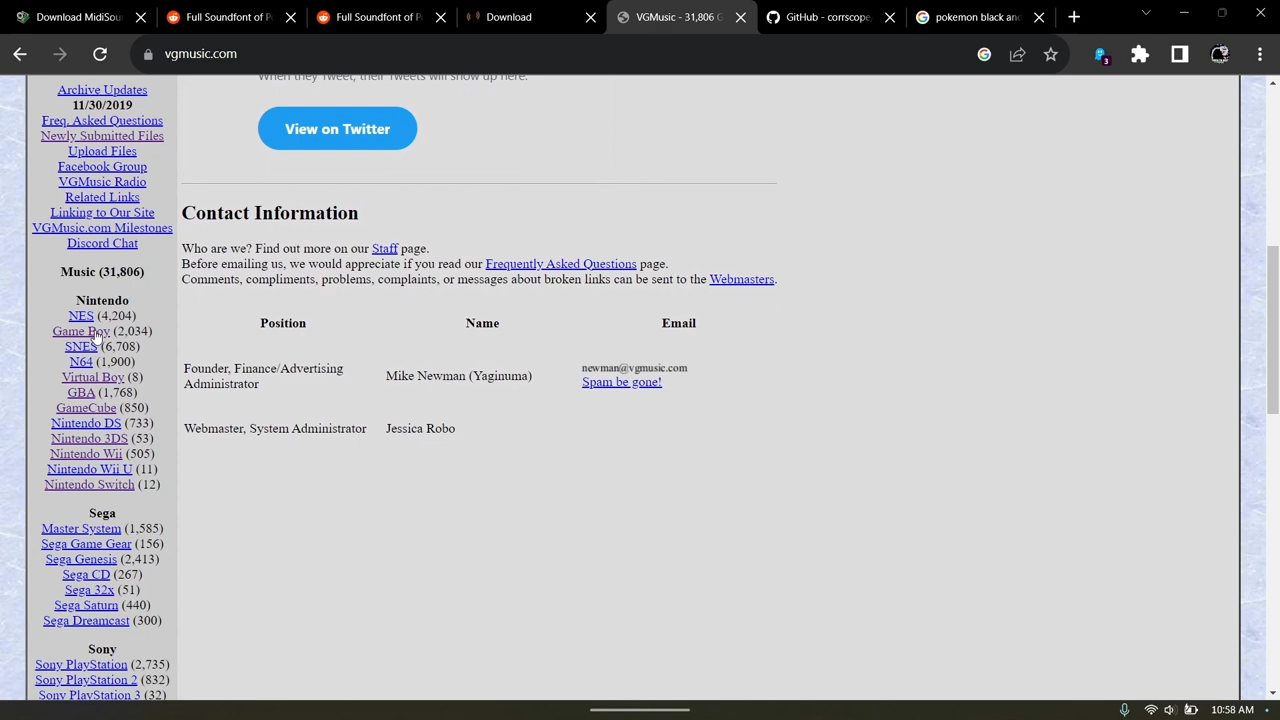 Download MidiSou
Full Soundfont of P
Full Soundfont of P
Download
VGMusic - 31,806 G
GitHub - corrscope,
pokemon black and
vgmusic.com
3
When they Tweet, their Tweets will show up here.
View on Twitter
Archive Updates
11/30/2019
Freq. Asked Questions
Newly Submitted Files
Upload Files
Facebook Group
VGMusic Radio
Related Links
Linking to Our Site
VGMusic.com Milestones
Discord Chat
Music (31,806)
Nintendo
NES (4,204)
Game Boy (2,034)
SNES (6,708)
N64 (1,900)
Virtual Boy (8)
GBA (1,768)
GameCube (850)
Nintendo DS (733)
Nintendo 3DS (53)
Nintendo Wii (505)
Nintendo Wii U (11)
Nintendo Switch (12)
Sega
Master System (1,585)
Sega Game Gear (156)
Sega Genesis (2,413)
Sega CD (267)
Sega 32x (51)
Sega Saturn (440)
Sega Dreamcast (300)
Sony
Sony PlayStation (2,735)
Sony PlayStation 2 (832)
Sony PlayStation 3 (32)
Contact Information
Who are we? Find out more on our Staff page.
Before emailing us, we would appreciate if you read our Frequently Asked Questions page.
Comments, compliments, problems, complaints, or messages about broken links can be sent to the Webmasters.
Position Name Email
Founder, Finance/Advertising
Administrator
Mike Newman (Yaginuma)
newman@vgmusic.com
Spam be gone!
Webmaster, System Administrator Jessica Robo
10:58 AM